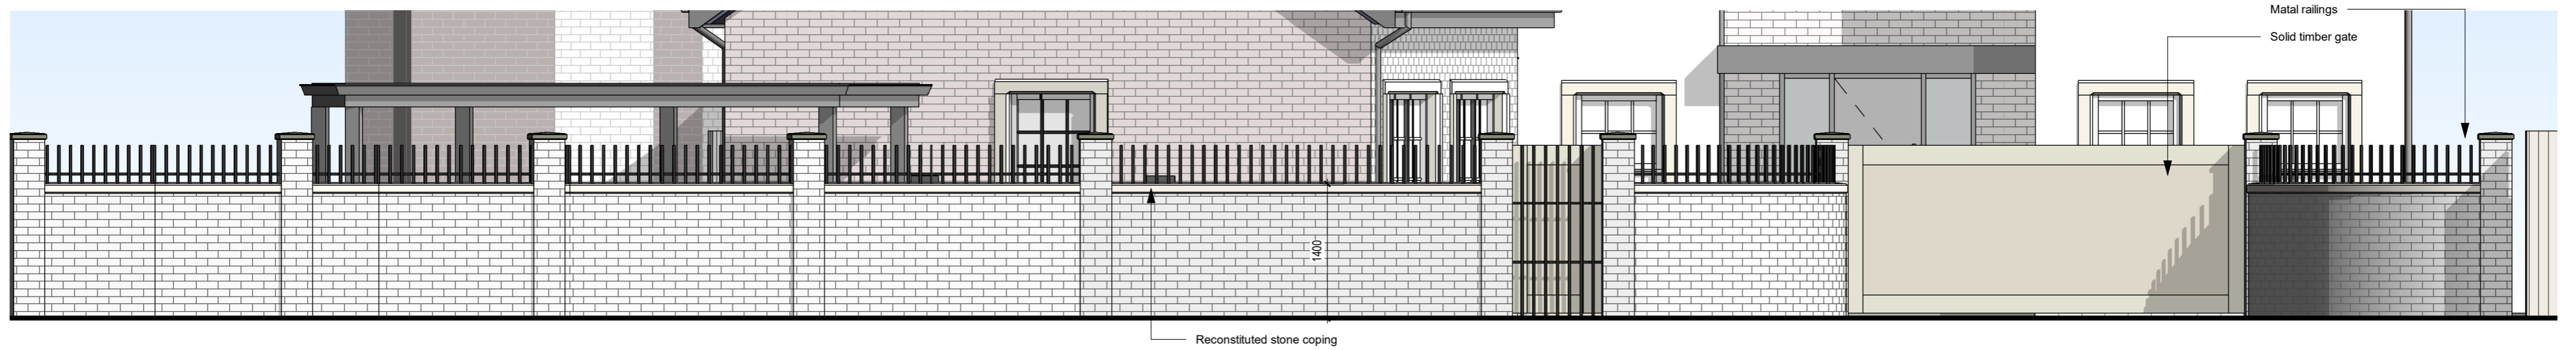 Matal railings
Solid timber gate
1400
Reconstituted stone coping